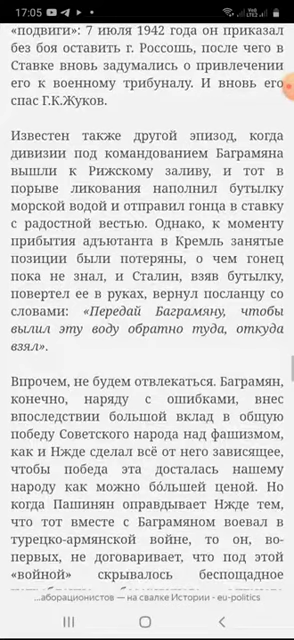 17:05
«подвиги»: 7 июля 1942 года он приказал
без боя оставить г. Россошь, после чего в
Ставке вновь задумались о привлечении
его к военному трибуналу. И вновь его
спас Г.К.Жуков.
Известен также другой эпизод, когда
дивизии под командованием Баграмяна
вышли к Рижскому заливу, и тот в
порыве ликования наполнил бутылку
морской водой и отправил гонца в ставку
с радостной вестью. Однако, к моменту
прибытия адъютанта в Кремль занятые
позиции были потеряны, о чем гонец
пока не знал, и Сталин, взяв бутылку,
повертел ее в руках, вернул посланцу со
словами: «Передай Баграмяну, чтобы
вылил эту воду обратно туда, откуда
взял».
Впрочем, не будем отвлекаться. Баграмян,
конечно, наряду с ошибками, внес
впоследствии большой вклад в общую
победу Советского народа над фашизмом,
как и Нжде сделал всё от него зависящее,
чтобы победа эта досталась нашему
народу как можно бо́льшей ценой. Но
когда Пашинян оправдывает Нжде тем,
что тот вместе с Баграмяном воевал в
турецко-армянской войне, то он, во-
первых, не договаривает, что под этой
«войной» скрывалось беспощадное
...аборационистов — на свалке Истории - eu-politics